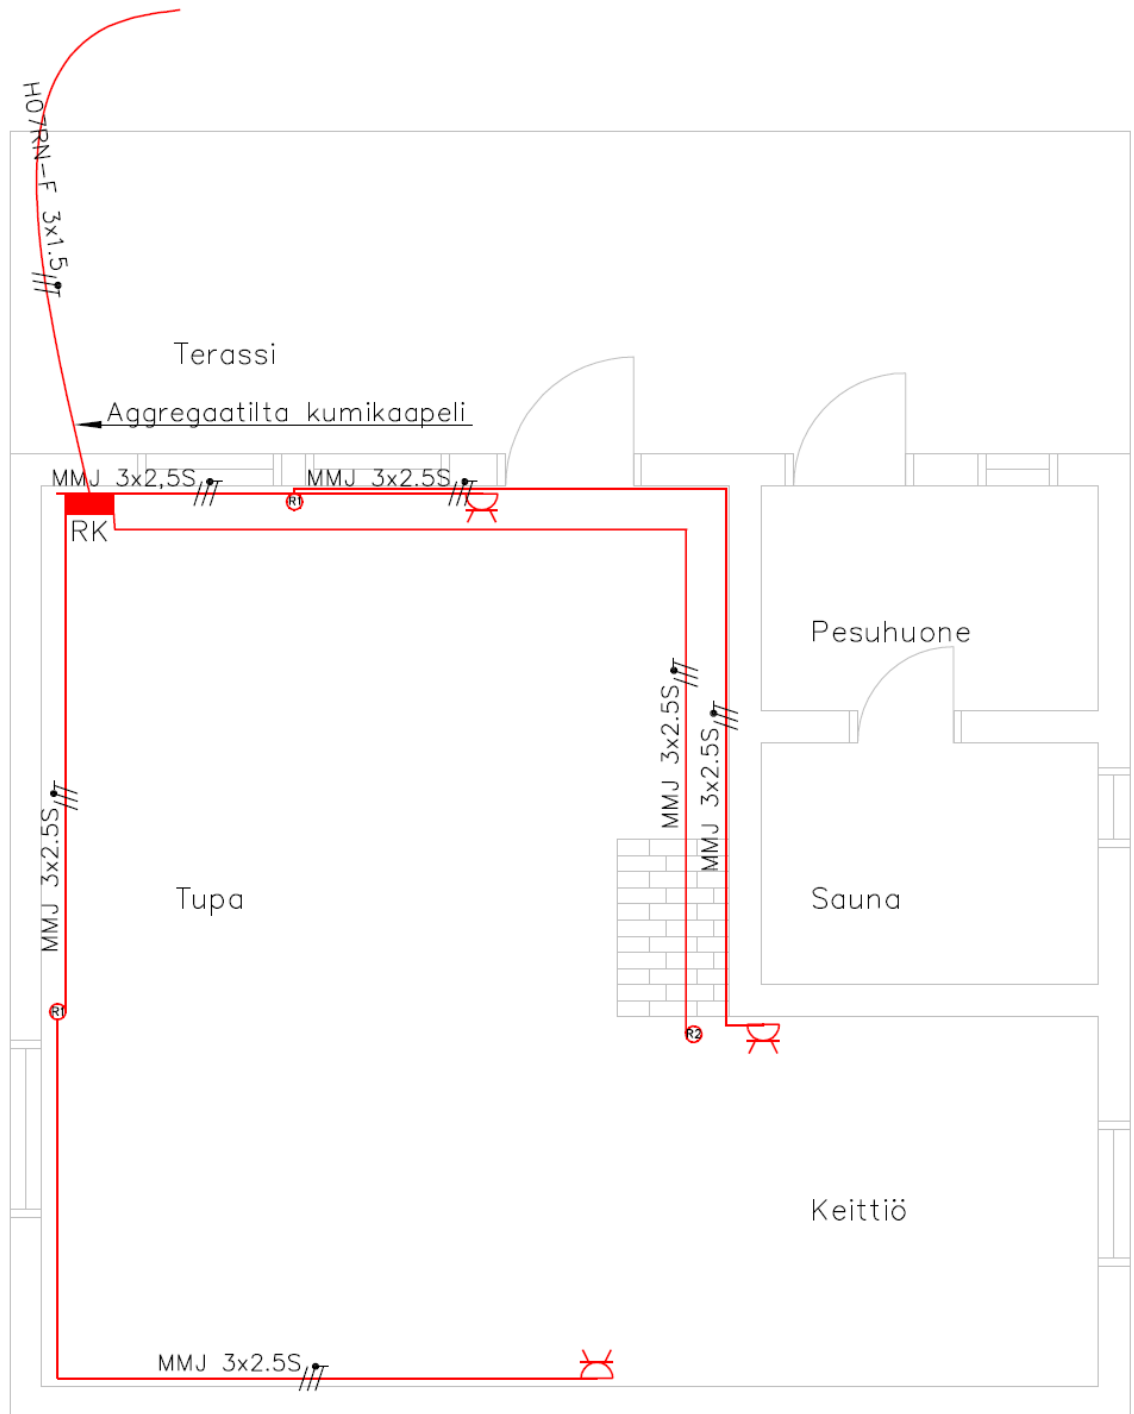 H07RN-F 3x1.5
Terassi
Aggregaatilta kumikaapeli
MMJ 3x2,5S
MMJ 3x2.5S
R1
RK
Pesuhuone
MMJ 3x2.5S
MMJ 3x2.5S
MMJ 3x2.5S
Tupa
Sauna
R1
R2
Keittiö
MMJ 3x2.5S